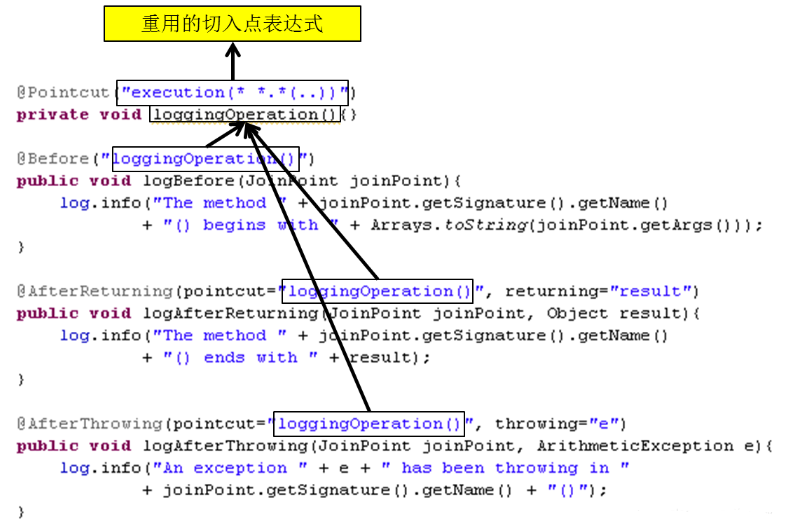 重用的切入点表达式
@Pointcut("execution(* *.*(..))")
private void loggingOperation(){}
@Before("loggingOperation()")
public void logBefore(JoinPoint joinPoint){
log.info("The method " + joinPoint.getSignature().getName()
+ "() begins with " + Arrays.toString(joinPoint.getArgs()));
}
@AfterReturning(pointcut="loggingOperation()", returning="result")
public void logAfterReturning(JoinPoint joinPoint, Object result){
log.info("The method " + joinPoint.getSignature().getName()
+ "() ends with " + result);
}
@AfterThrowing(pointcut="loggingOperation()", throwing="e")
public void logAfterThrowing(JoinPoint joinPoint, ArithmeticException e){
log.info("An exception " + e + " has been throwing in "
+ joinPoint.getSignature().getName() + "()");
}